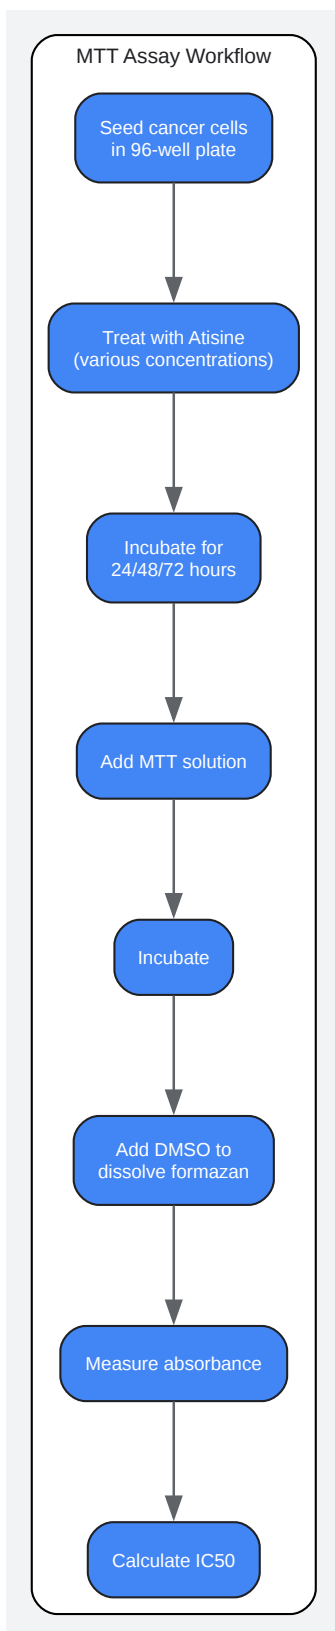 MTT Assay Workflow
Seed cancer cells
in 96-well plate
Treat with Atisine
(various concentrations)
Incubate for
24/48/72 hours
Add MTT solution
Incubate
Add DMSO to
dissolve formazan
Measure absorbance
Calculate IC50